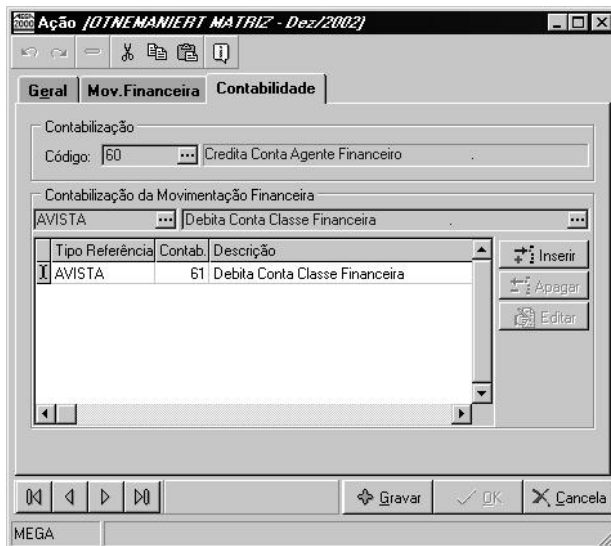 Ação [OTNEMANIERT MATRIZ - Dez/2002]
Geral Mov.Financeira Contabilidade
Contabilização
Código: 60 ... Credita Conta Agente Financeiro .
Contabilização da Movimentação Financeira
AVISTA ... Debita Conta Classe Financeira . ...
Tipo Referência Contab. Descrição
AVISTA 61 Debita Conta Classe Financeira
Inserir
Apagar
Editar
Gravar OK Cancela
MEGA